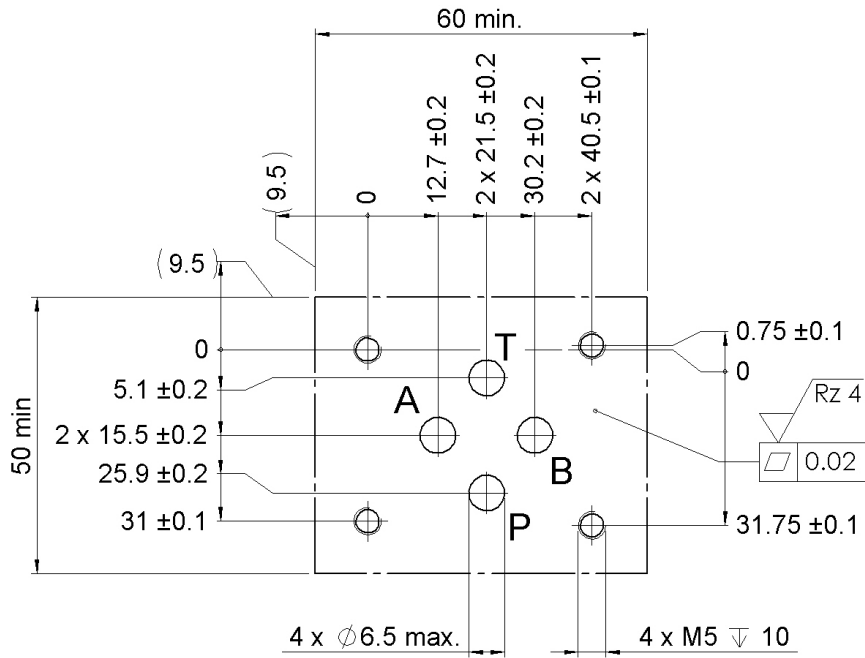 60 min.
(9.5)
0
12.7 ±0.2
2 x 21.5 ±0.2
30.2 ±0.2
2 x 40.5 ±0.1
(9.5)
0
5.1 ±0.2
2 x 15.5 ±0.2
25.9 ±0.2
31 ±0.1
50 min
T
A
B
P
0.75 ±0.1
0
Rz 4
⏥ 0.02
31.75 ±0.1
4 x ∅6.5 max.
4 x M5 ↧ 10